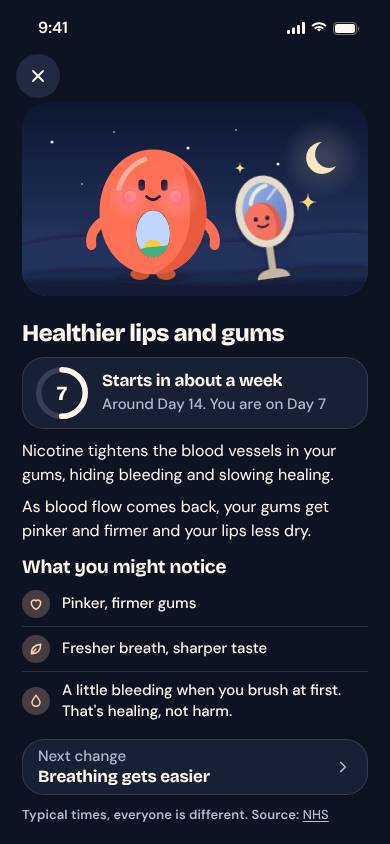 9:41
Healthier lips and gums
7
Starts in about a week
Around Day 14. You are on Day 7
Nicotine tightens the blood vessels in your
gums, hiding bleeding and slowing healing.
As blood flow comes back, your gums get
pinker and firmer and your lips less dry.
What you might notice
Pinker, firmer gums
Fresher breath, sharper taste
A little bleeding when you brush at first.
That's healing, not harm.
Next change
Breathing gets easier
Typical times, everyone is different. Source: NHS